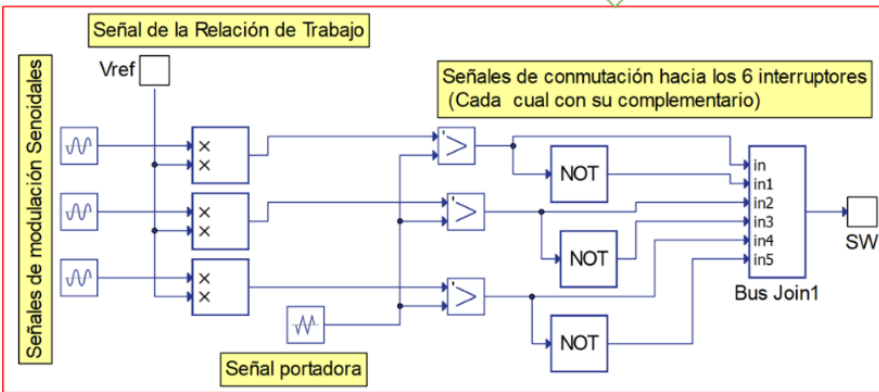 Señal de la Relación de Trabajo
Señales de modulación Senoidales
Vref
Señales de conmutación hacia los 6 interruptores
(Cada cual con su complementario)
×
×
×
×
×
×
'>
'>
'>
NOT
NOT
NOT
in
in1
in2
in3
in4
in5
SW
Bus Join1
Señal portadora